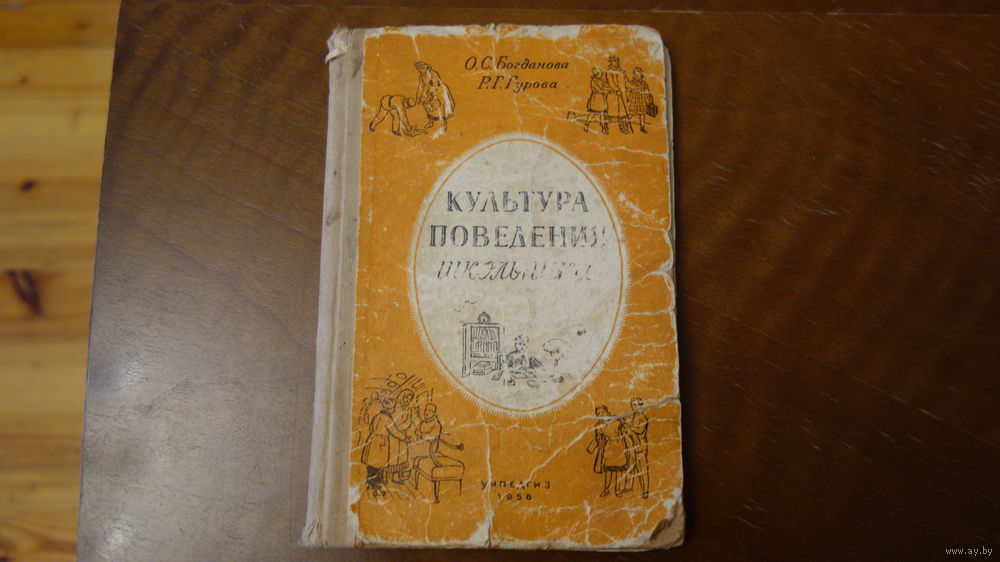 О. С. Богданова
Р. Г. Гурова
КУЛЬТУРА
ПОВЕДЕНИЯ
ШКОЛЬНИКА
УЧПЕДГИЗ
1956
www.ay.by